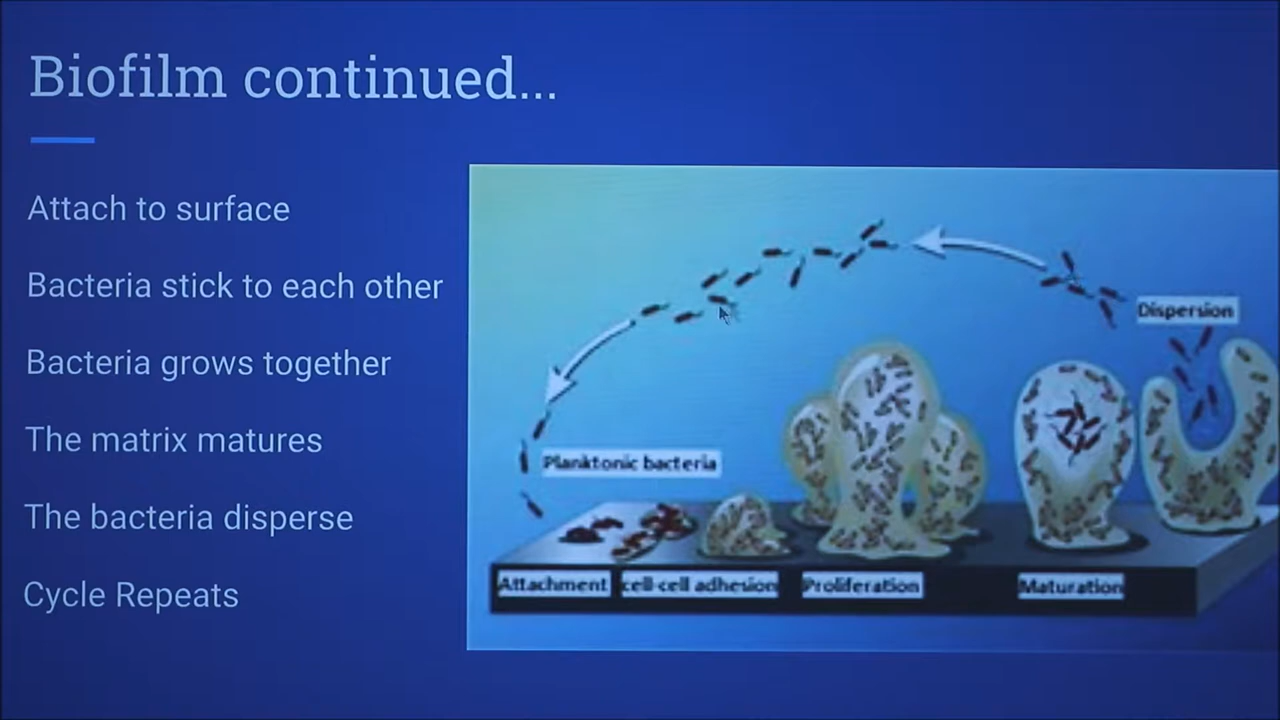 Biofilm continued...
Attach to surface
Bacteria stick to each other
Bacteria grows together
The matrix matures
The bacteria disperse
Cycle Repeats
Dispersion
Planktonic bacteria
Attachment
cell-cell adhesion
Proliferation
Maturation